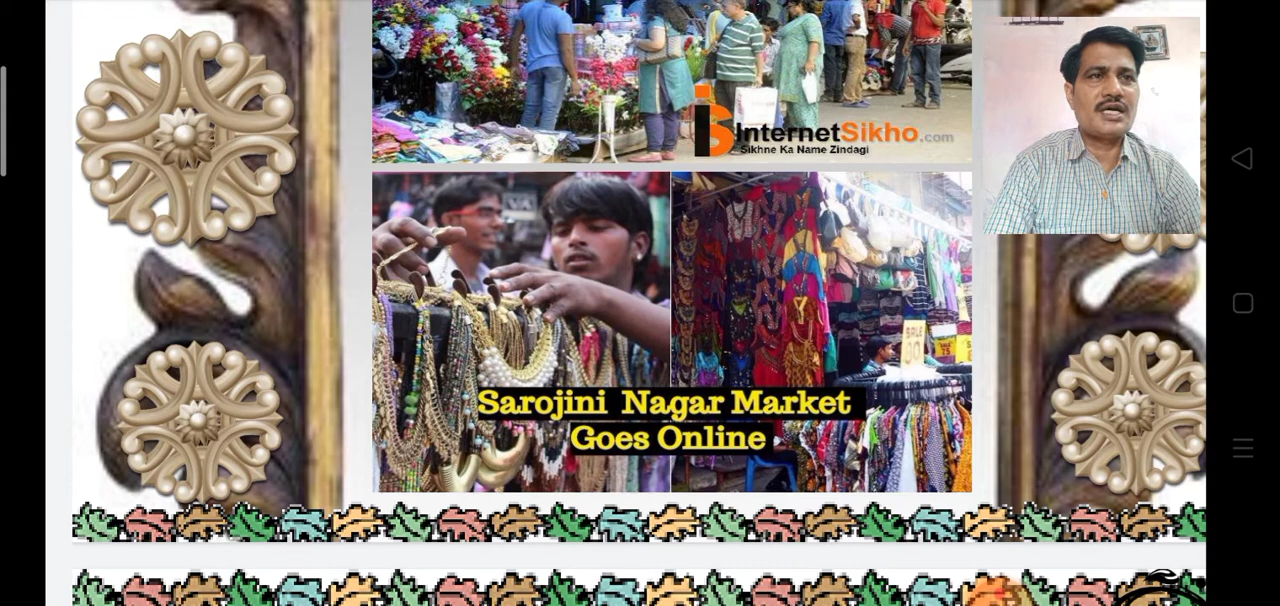 InternetSikho.com
Sikhne Ka Name Zindagi
SALE
Sarojini Nagar Market
Goes Online